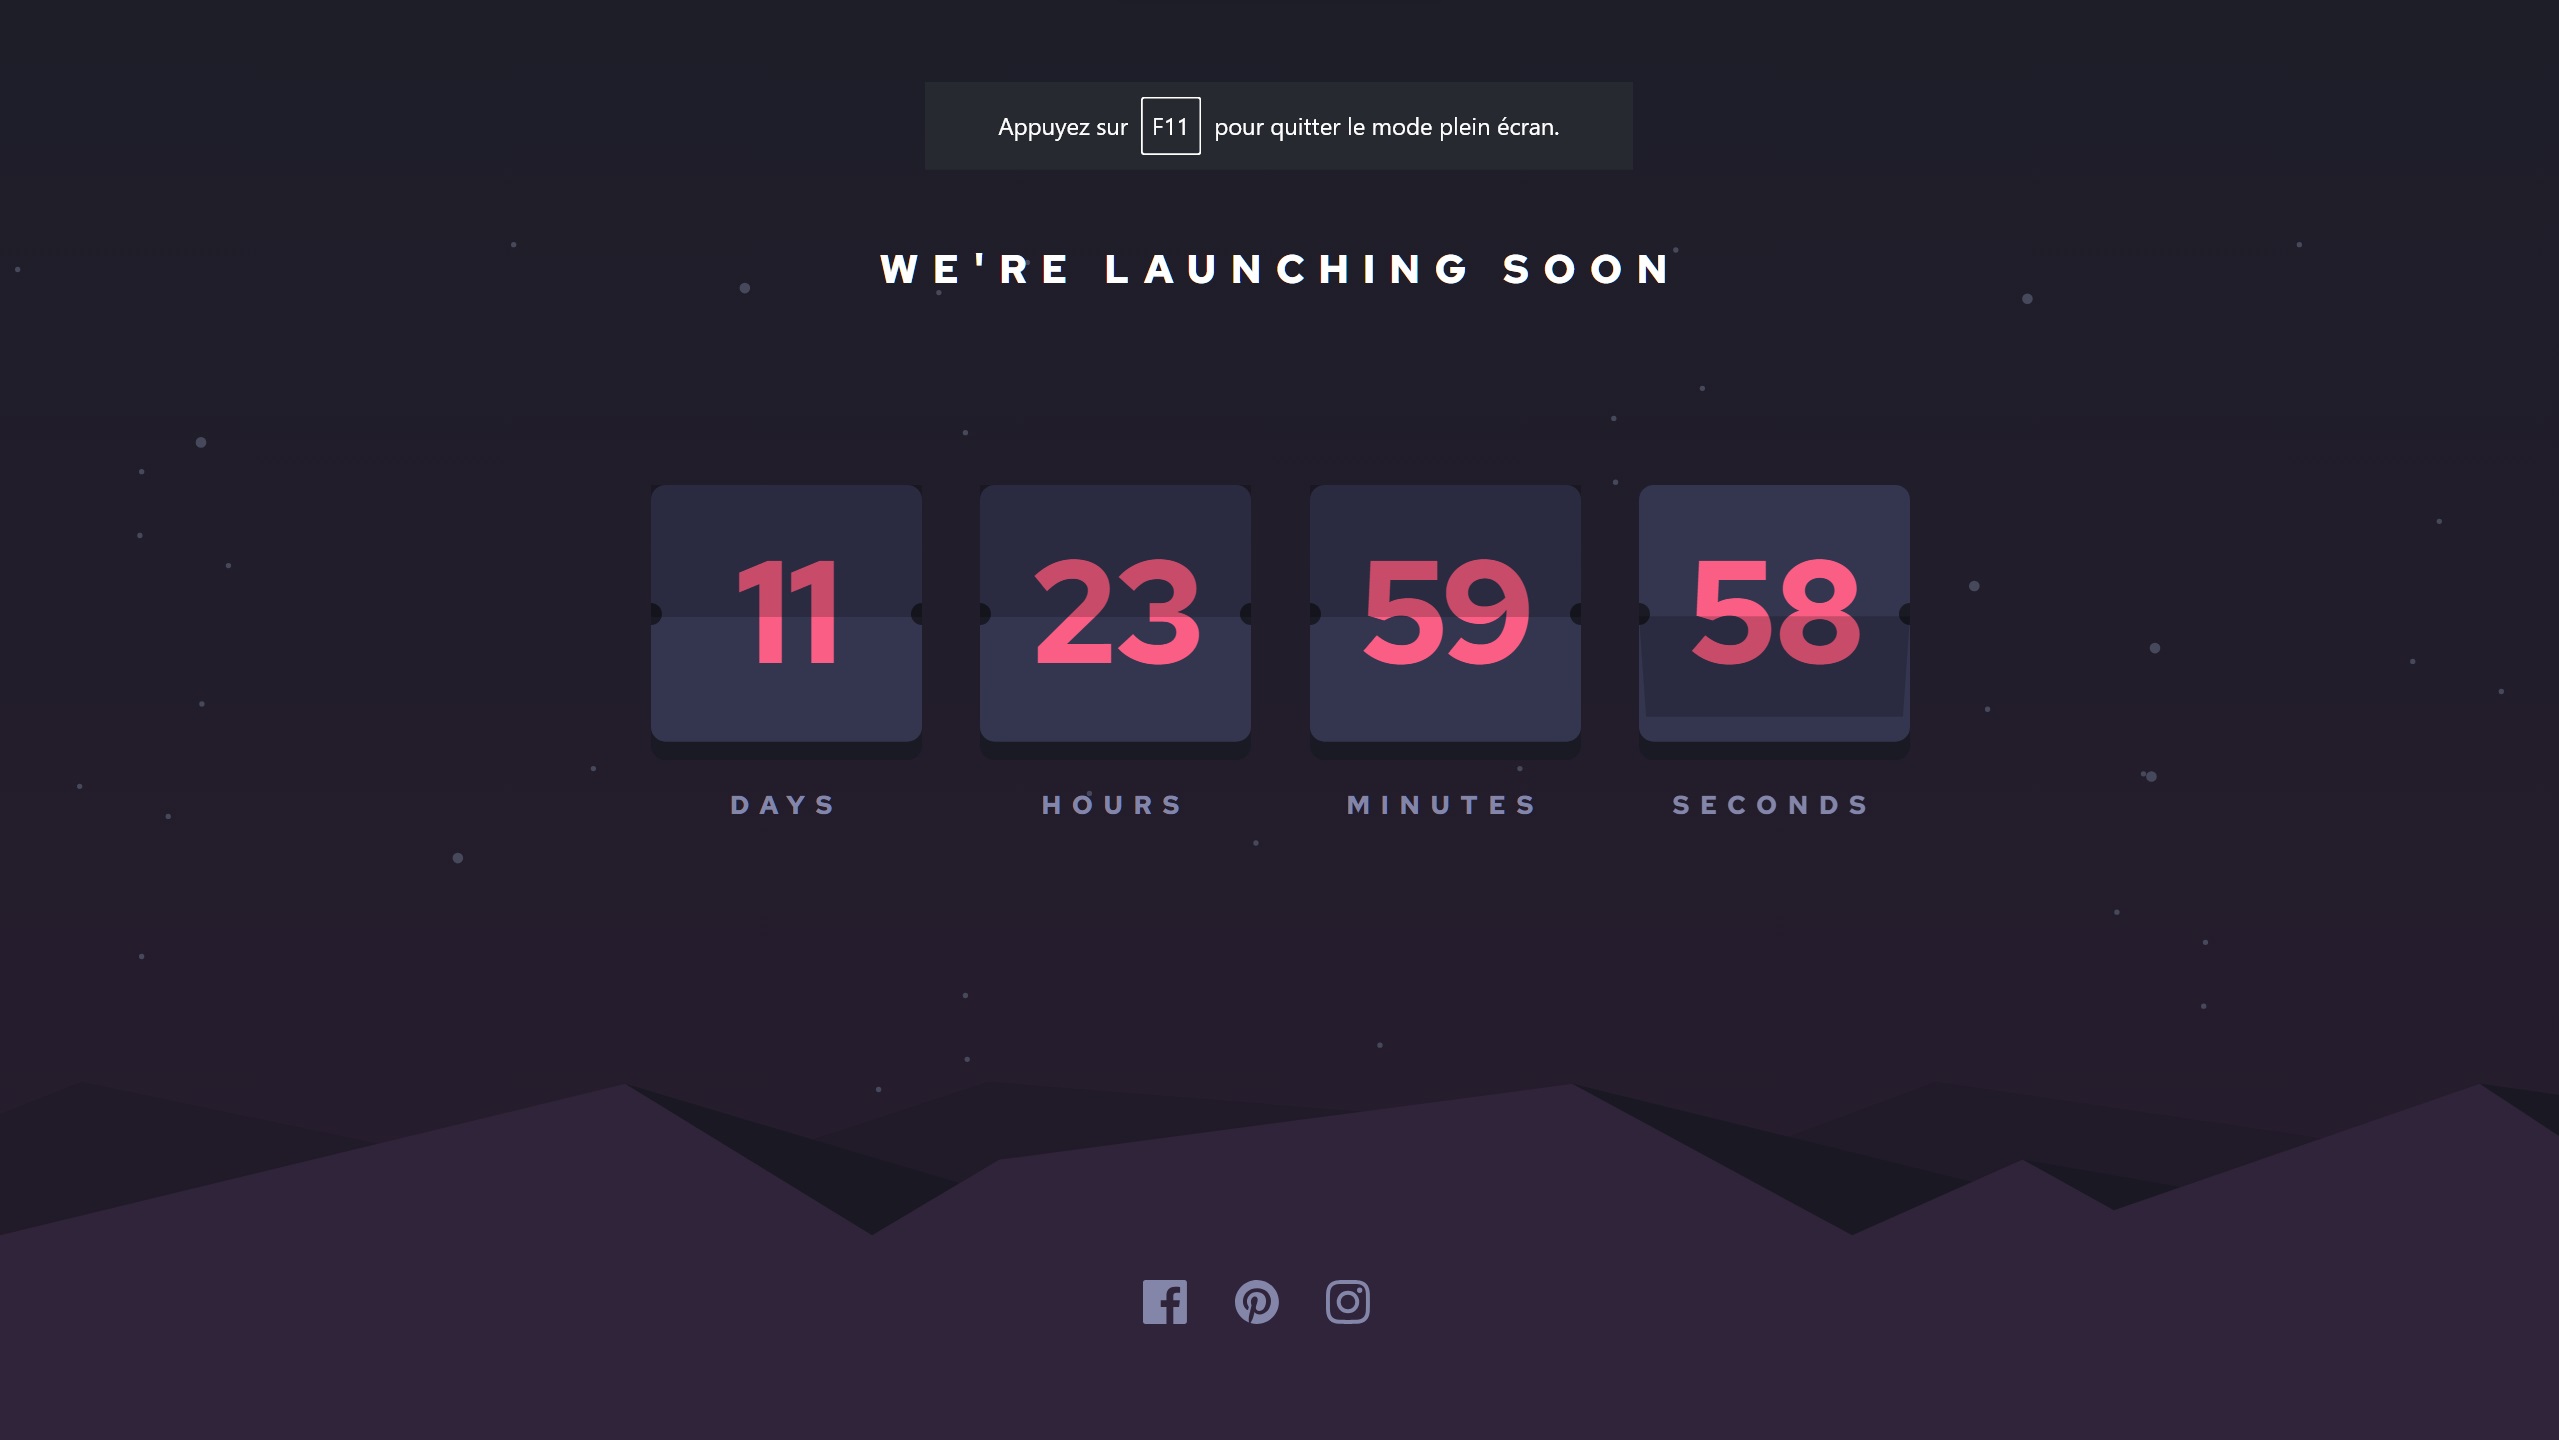 Appuyez sur F11 pour quitter le mode plein écran.
WE'RE LAUNCHING SOON
11 23 59 58
DAYS HOURS MINUTES SECONDS